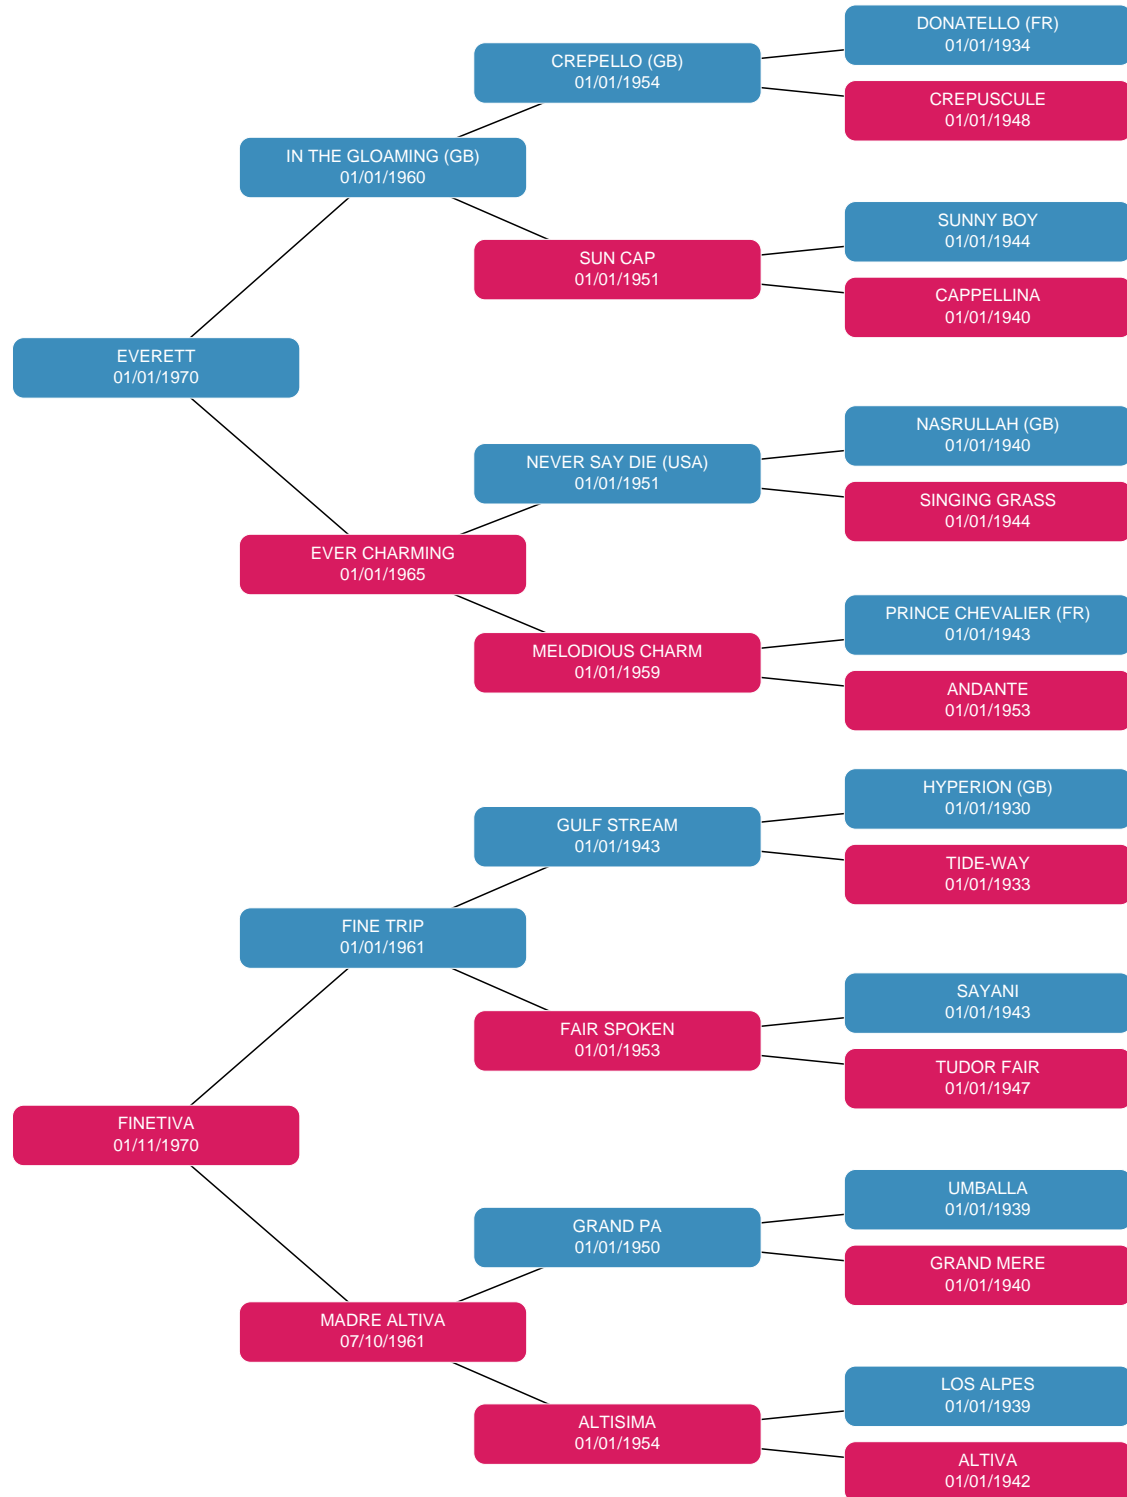 DONATELLO (FR)
01/01/1934
CREPELLO (GB)
01/01/1954
CREPUSCULE
01/01/1948
IN THE GLOAMING (GB)
01/01/1960
SUNNY BOY
01/01/1944
SUN CAP
01/01/1951
CAPPELLINA
01/01/1940
EVERETT
01/01/1970
NASRULLAH (GB)
01/01/1940
NEVER SAY DIE (USA)
01/01/1951
SINGING GRASS
01/01/1944
EVER CHARMING
01/01/1965
PRINCE CHEVALIER (FR)
01/01/1943
MELODIOUS CHARM
01/01/1959
ANDANTE
01/01/1953
HYPERION (GB)
01/01/1930
GULF STREAM
01/01/1943
TIDE-WAY
01/01/1933
FINE TRIP
01/01/1961
SAYANI
01/01/1943
FAIR SPOKEN
01/01/1953
TUDOR FAIR
01/01/1947
FINETIVA
01/11/1970
UMBALLA
01/01/1939
GRAND PA
01/01/1950
GRAND MERE
01/01/1940
MADRE ALTIVA
07/10/1961
LOS ALPES
01/01/1939
ALTISIMA
01/01/1954
ALTIVA
01/01/1942